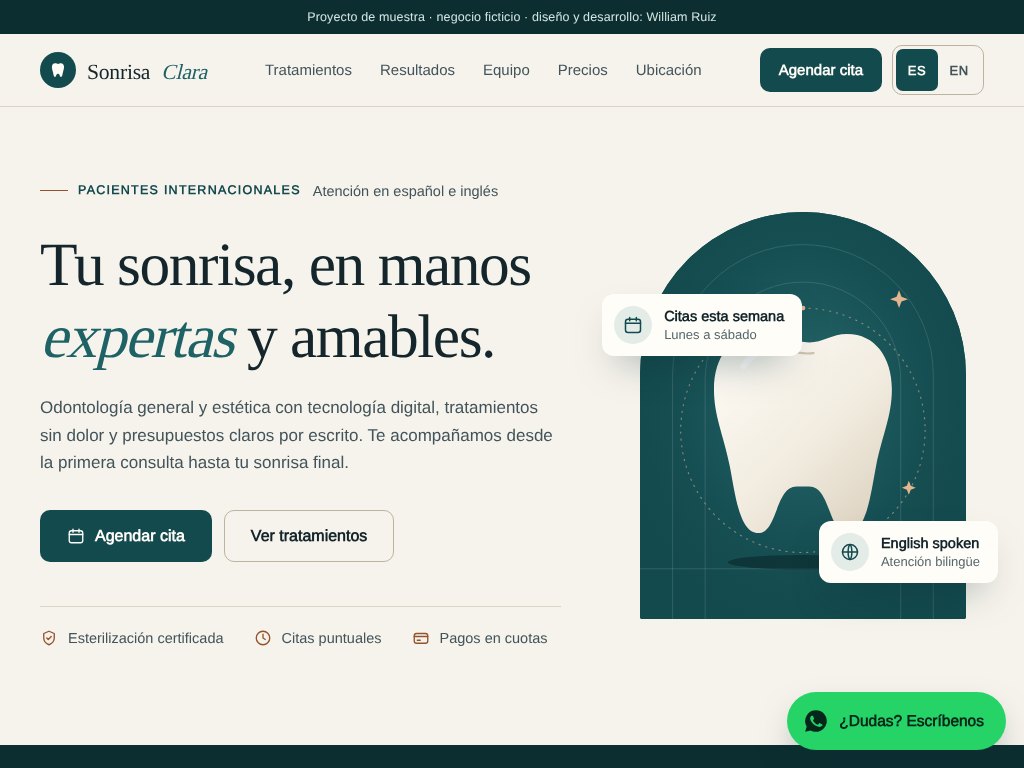 Proyecto de muestra · negocio ficticio · diseño y desarrollo: William Ruiz
Sonrisa Clara
Tratamientos
Resultados
Equipo
Precios
Ubicación
Agendar cita
ES
EN
PACIENTES INTERNACIONALES Atención en español e inglés
Tu sonrisa, en manos
expertas y amables.
Odontología general y estética con tecnología digital, tratamientos
sin dolor y presupuestos claros por escrito. Te acompañamos desde
la primera consulta hasta tu sonrisa final.
Agendar cita
Ver tratamientos
Esterilización certificada
Citas puntuales
Pagos en cuotas
Citas esta semana
Lunes a sábado
English spoken
Atención bilingüe
¿Dudas? Escríbenos